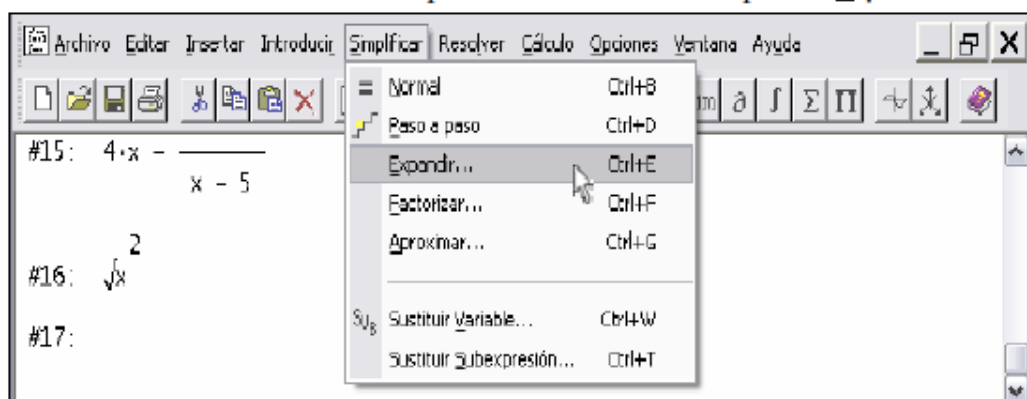 Archivo Editar Insertar Introducir Simplificar Resolver Cálculo Opciones Ventana Ayuda
Normal Ctrl+B
Paso a paso Ctrl+D
#15: 4·x -
x - 5
Expandir... Ctrl+E
Factorizar... Ctrl+F
Aproximar... Ctrl+G
2
#16: √x
SUB Sustituir Variable... Ctrl+W
#17:
Sustituir Subexpresión... Ctrl+T